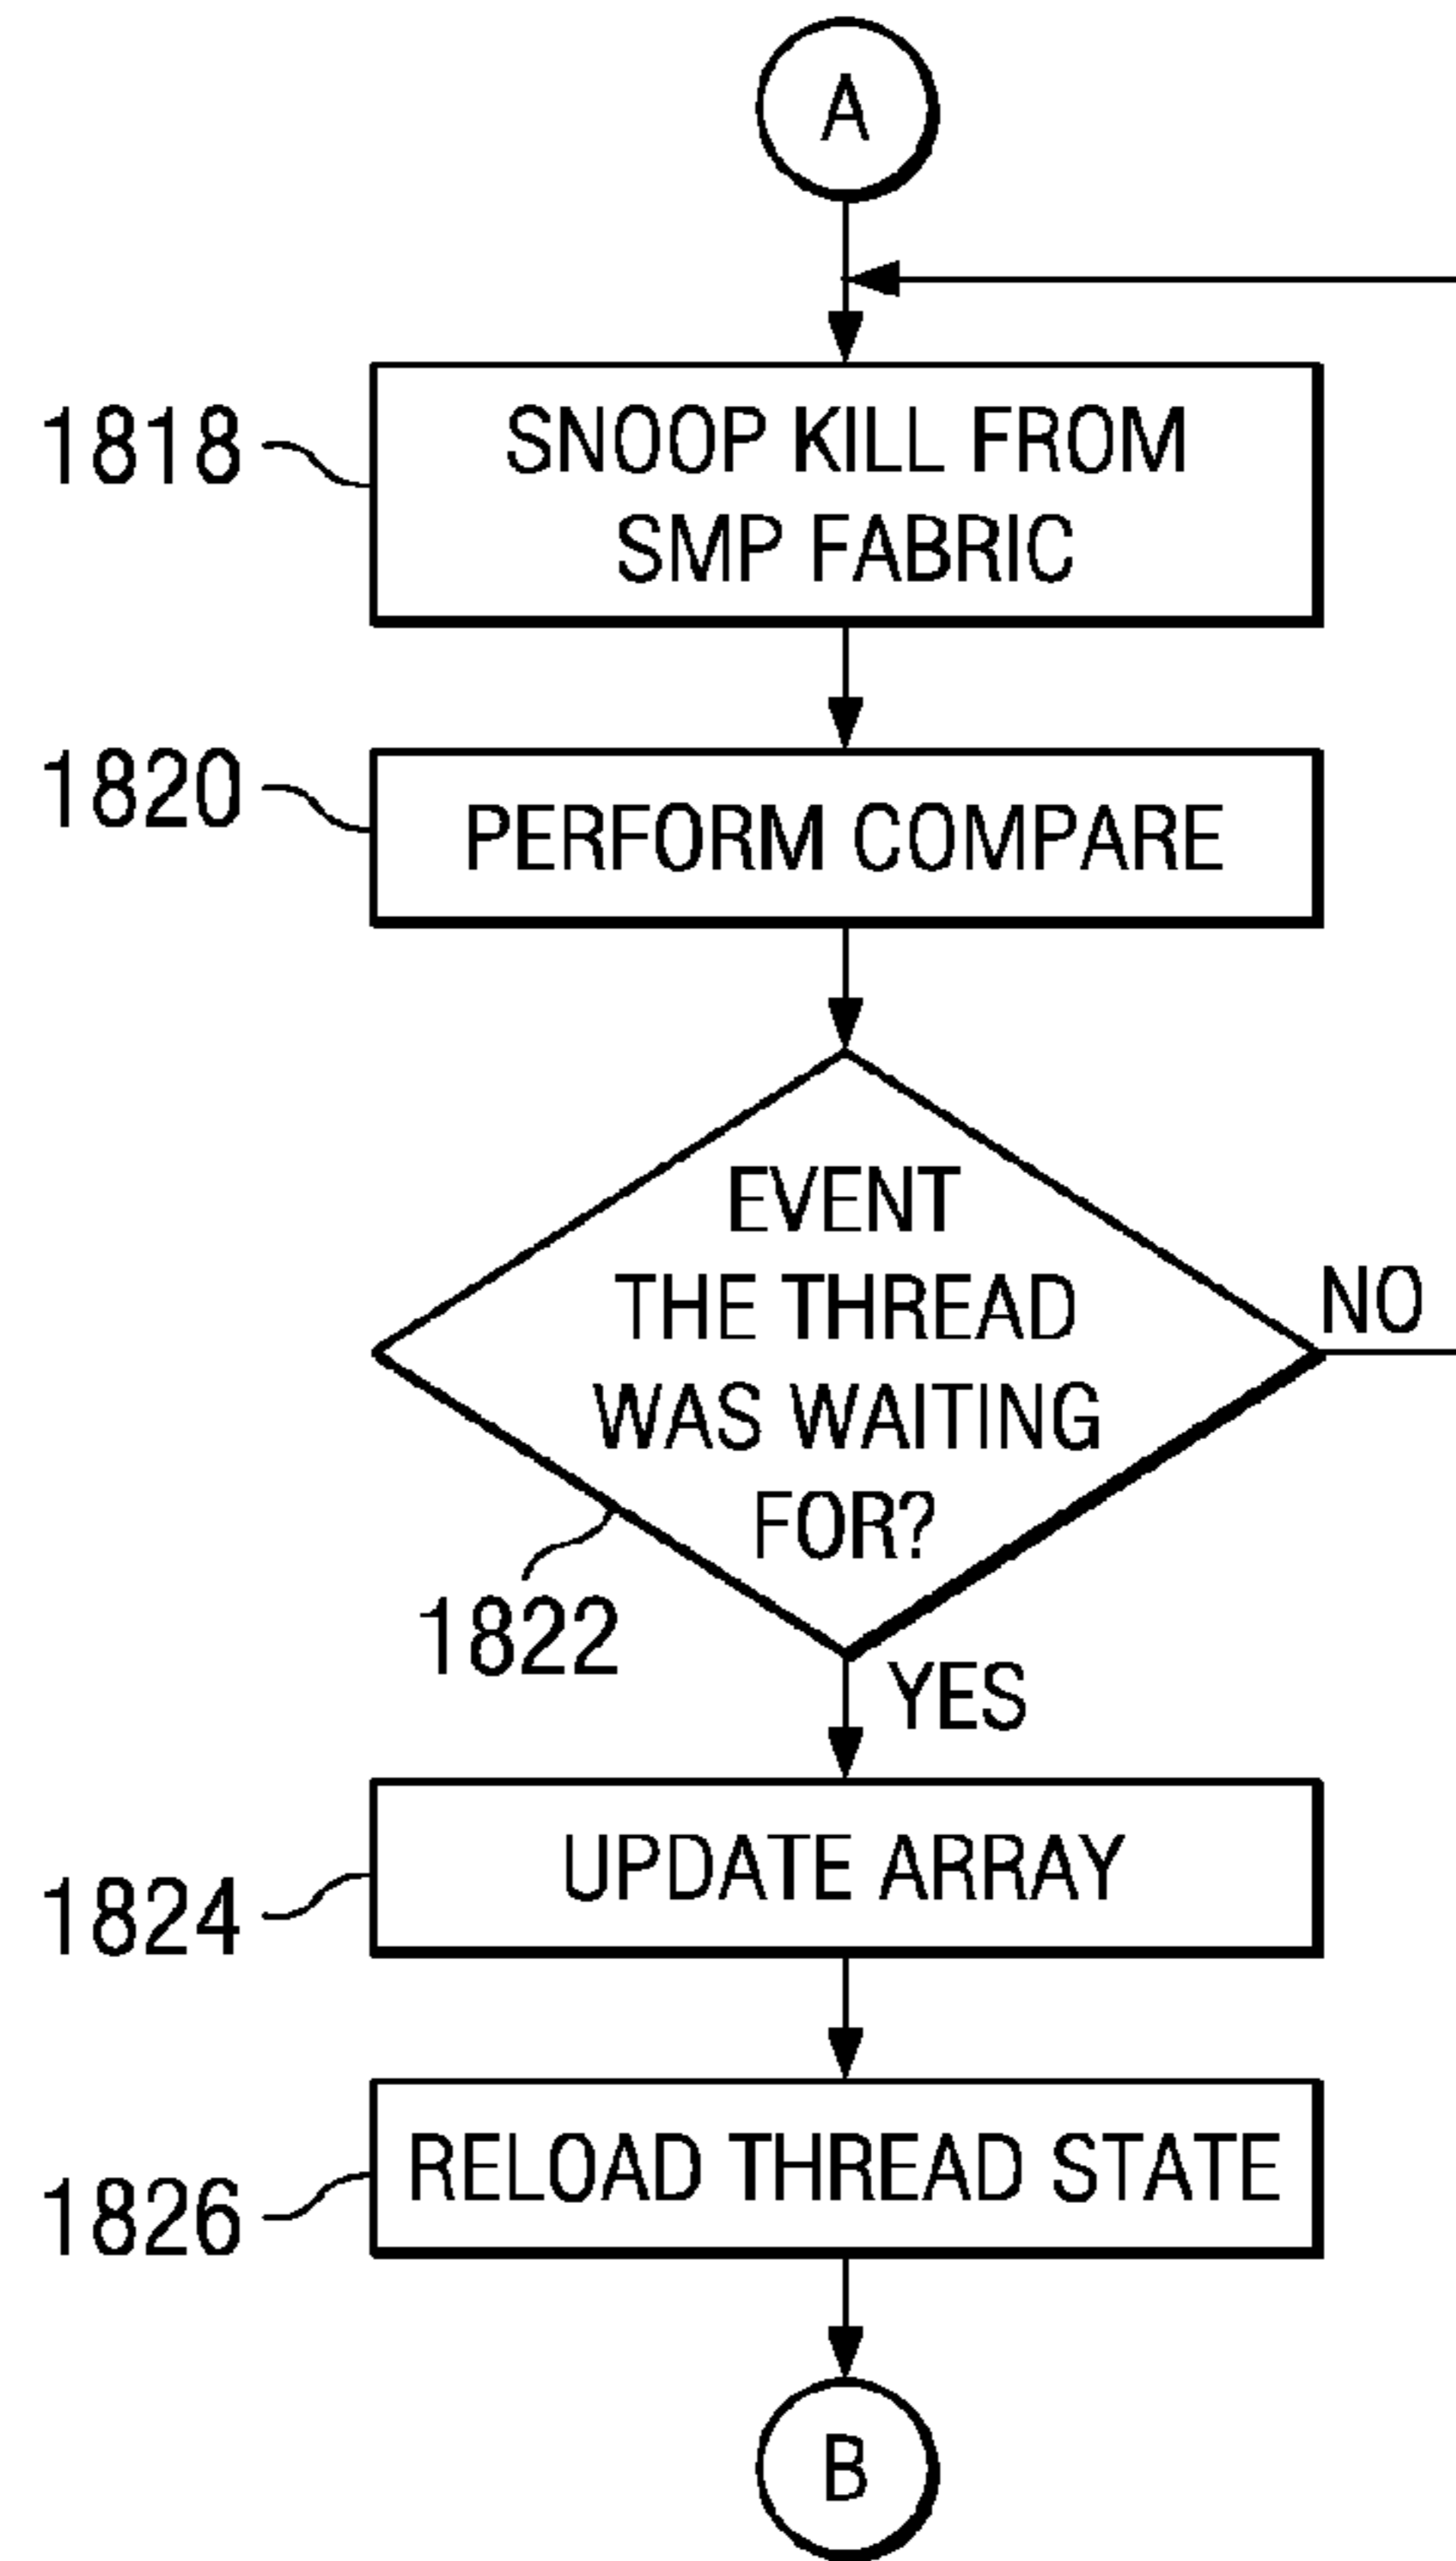 A
1818
SNOOP KILL FROM
SMP FABRIC
1820
PERFORM COMPARE
EVENT
THE THREAD
WAS WAITING
FOR?
NO
1822
YES
1824
UPDATE ARRAY
1826
RELOAD THREAD STATE
B